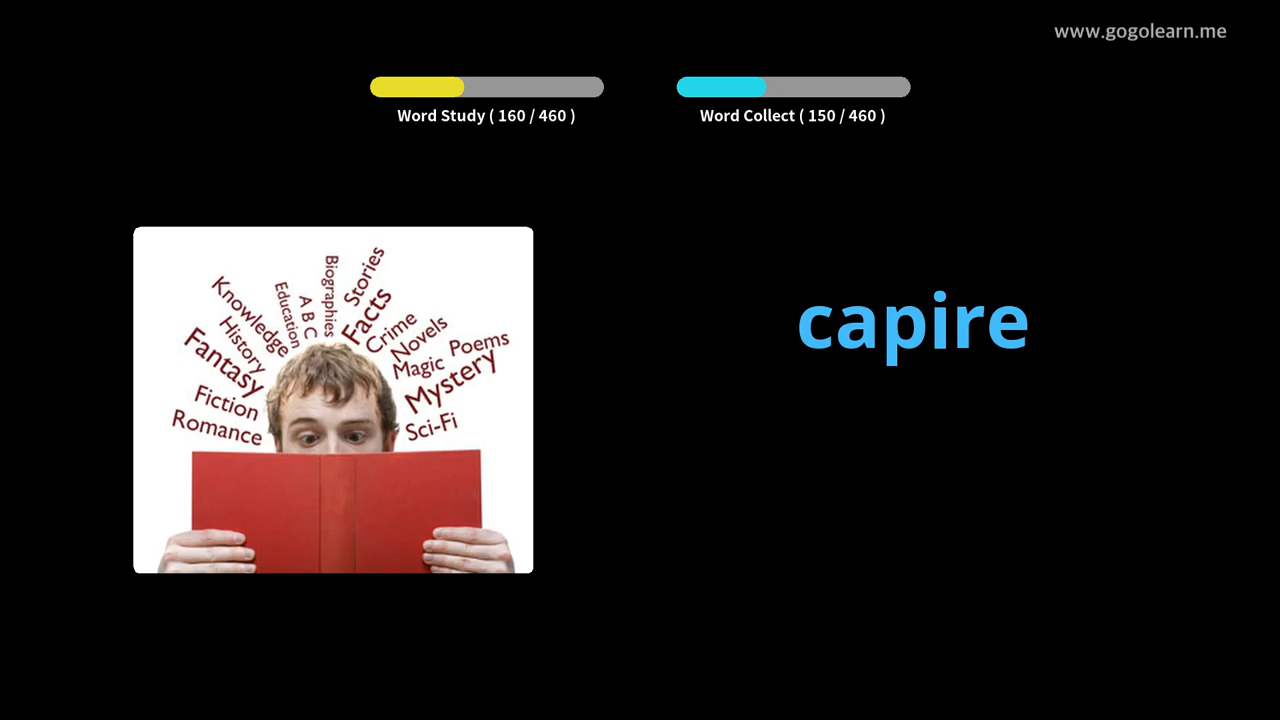 www.gogolearn.me
Word Study ( 160 / 460 )
Word Collect ( 150 / 460 )
capire
Knowledge
Education
A B C
Biographies
Stories
Facts
Crime
Novels
Poems
Magic
Mystery
Sci-Fi
History
Fantasy
Fiction
Romance